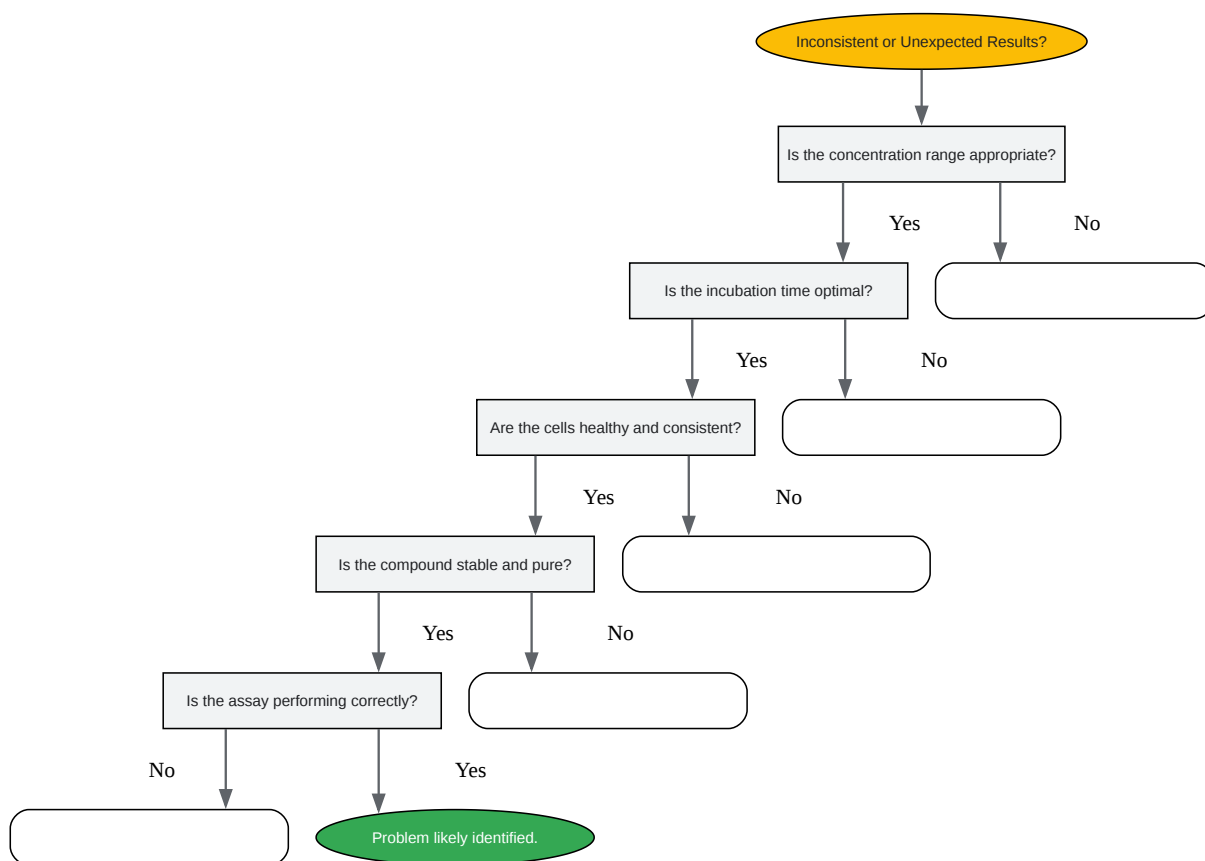 Inconsistent or Unexpected Results?
Is the concentration range appropriate?
Yes
No
Is the incubation time optimal?
Yes
No
Are the cells healthy and consistent?
Yes
No
Is the compound stable and pure?
Yes
No
Is the assay performing correctly?
No
Yes
Problem likely identified.